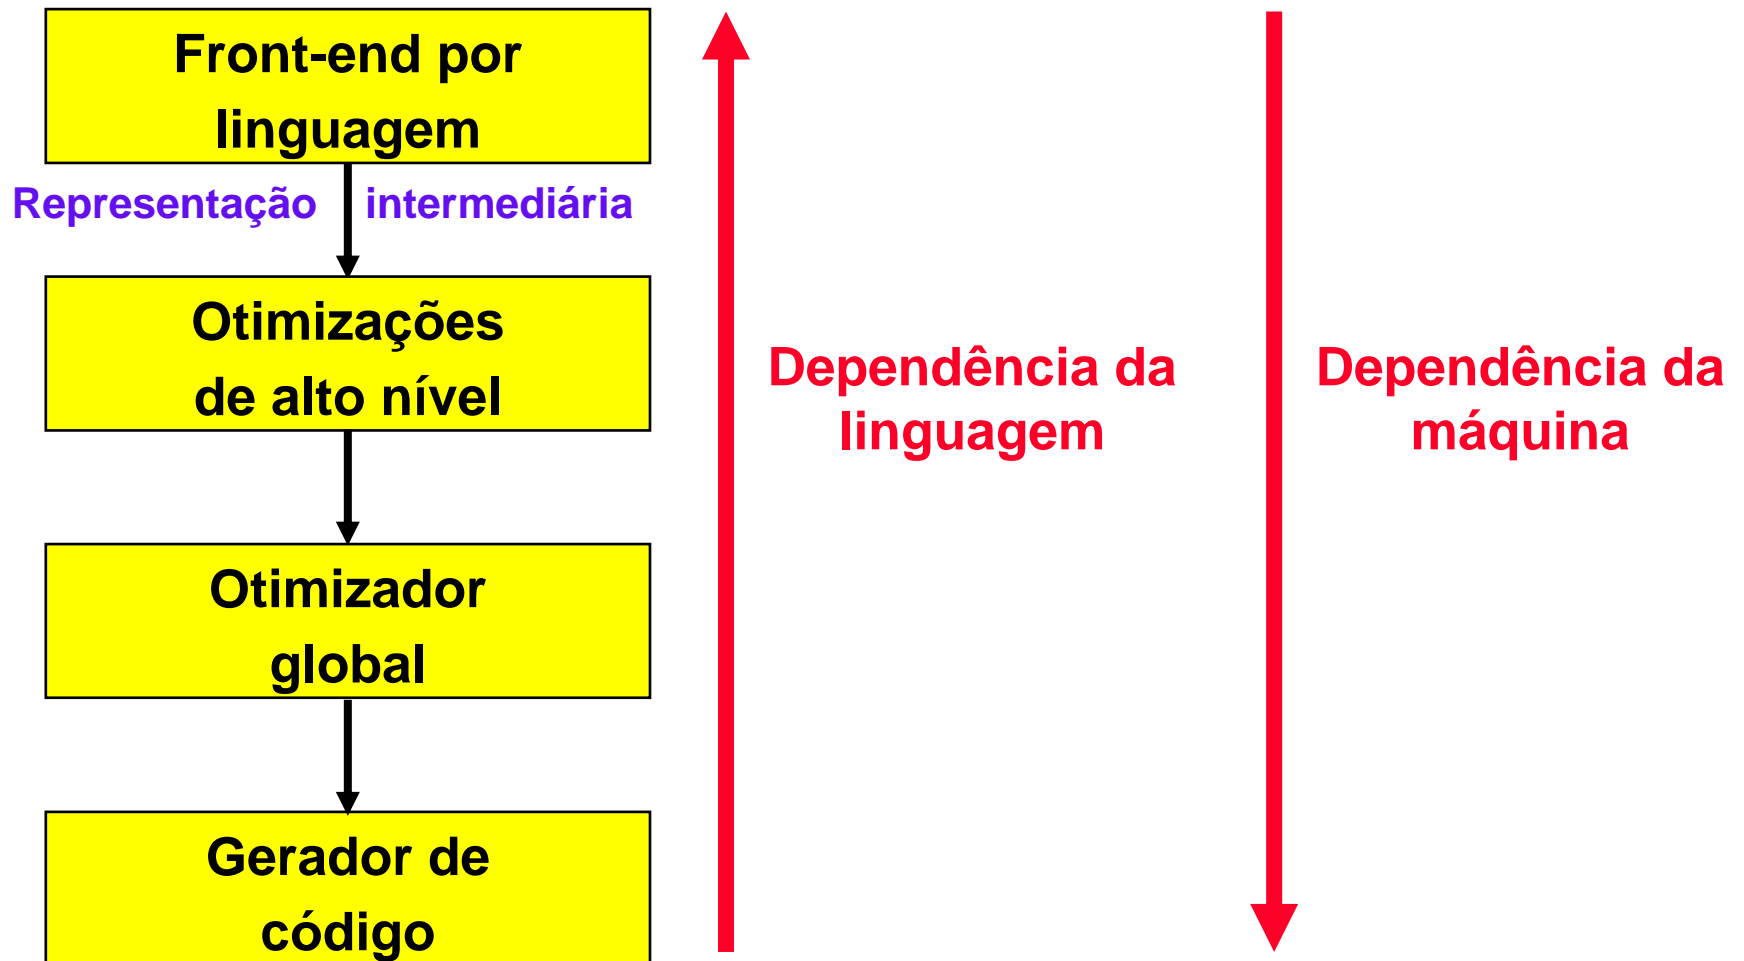 Front-end por
linguagem
Representação intermediária
Otimizações
de alto nível
Dependência da
linguagem
Dependência da
máquina
Otimizador
global
Gerador de
código